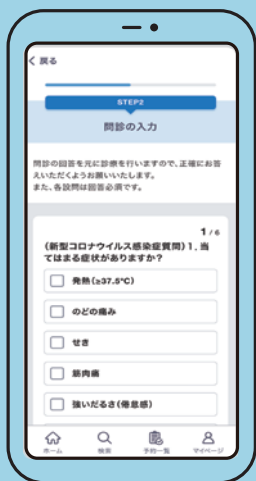 戻る
STEP2
問診の入力
問診の回答を元に診療を行いますので、正確にお答
えいただくようお願いいたします。
また、各設問は回答必須です。
1 / 6
(新型コロナウイルス感染症質問)1. 当
てはまる症状がありますか?
発熱(≥37.5°C)
のどの痛み
せき
筋肉痛
強いだるさ(倦怠感)
ホーム 検索 予約一覧 マイページ